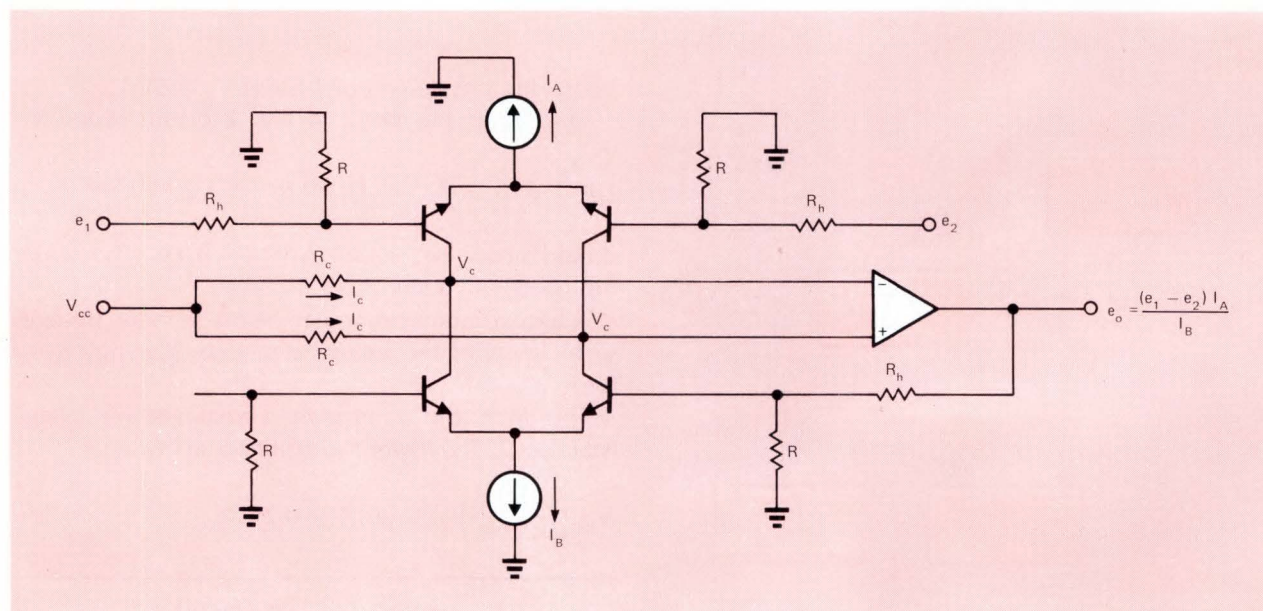 I_A
R
R
R_h
R_h
e_1
e_2
R_c
V_c
I_c
V_cc
I_c
V_c
R_c
−
+
e_o = (e_1 − e_2) I_A / I_B
R_h
R
R
I_B